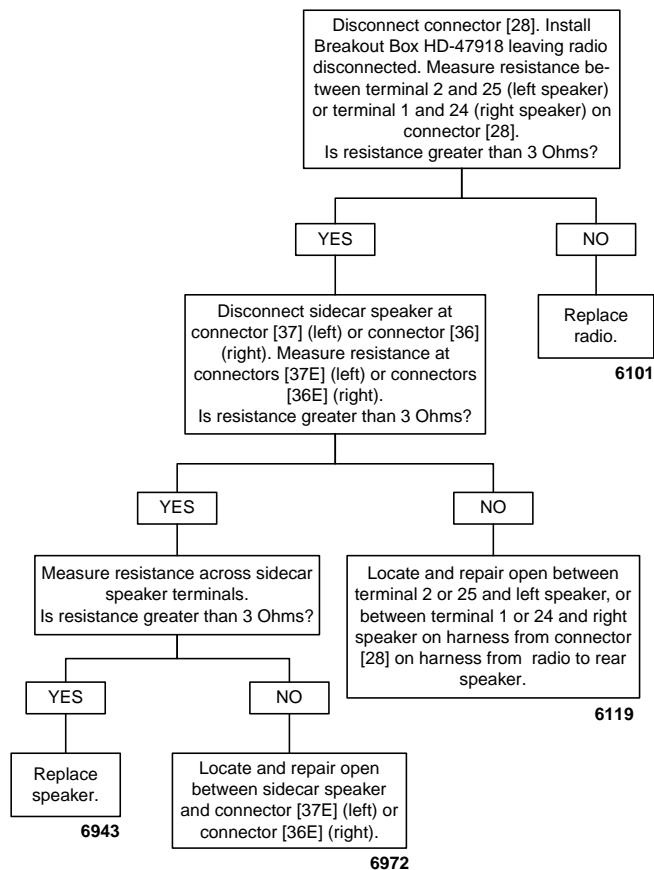 Disconnect connector [28]. Install
Breakout Box HD-47918 leaving radio
disconnected. Measure resistance be-
tween terminal 2 and 25 (left speaker)
or terminal 1 and 24 (right speaker) on
connector [28].
Is resistance greater than 3 Ohms?
YES
NO
Disconnect sidecar speaker at
connector [37] (left) or connector [36]
(right). Measure resistance at
connectors [37E] (left) or connectors
[36E] (right).
Is resistance greater than 3 Ohms?
Replace
radio.
6101
YES
NO
Measure resistance across sidecar
speaker terminals.
Is resistance greater than 3 Ohms?
Locate and repair open between
terminal 2 or 25 and left speaker, or
between terminal 1 or 24 and right
speaker on harness from connector
[28] on harness from radio to rear
speaker.
6119
YES
NO
Replace
speaker.
6943
Locate and repair open
between sidecar speaker
and connector [37E] (left) or
connector [36E] (right).
6972